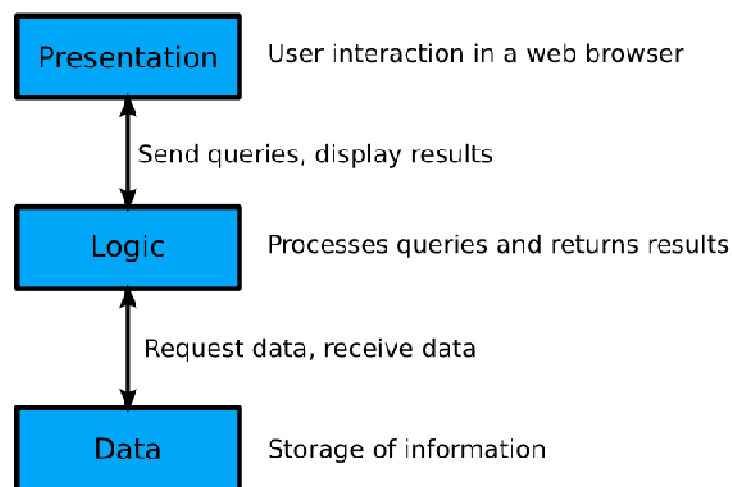 Presentation
User interaction in a web browser
Send queries, display results
Logic
Processes queries and returns results
Request data, receive data
Data
Storage of information